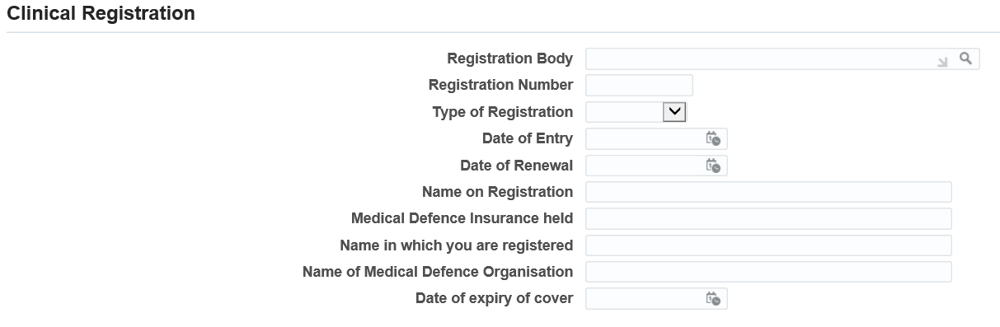 Clinical Registration
Registration Body
Registration Number
Type of Registration
Date of Entry
Date of Renewal
Name on Registration
Medical Defence Insurance held
Name in which you are registered
Name of Medical Defence Organisation
Date of expiry of cover